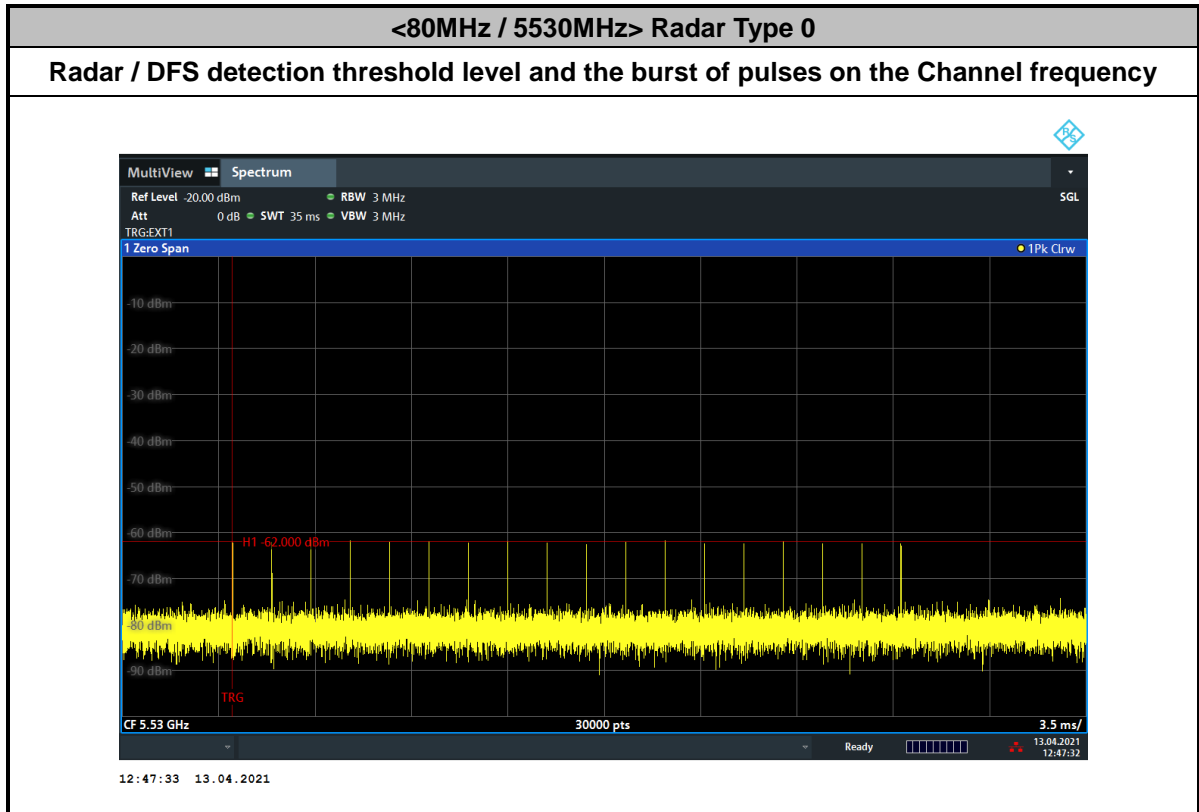 <80MHz / 5530MHz> Radar Type 0
Radar / DFS detection threshold level and the burst of pulses on the Channel frequency
R&S
MultiView Spectrum
Ref Level -20.00 dBm RBW 3 MHz SGL
Att 0 dB SWT 35 ms VBW 3 MHz
TRG:EXT1
1 Zero Span 1Pk Clrw
-10 dBm
-20 dBm
-30 dBm
-40 dBm
-50 dBm
-60 dBm
H1 -62.000 dBm
-70 dBm
-80 dBm
-90 dBm
TRG
CF 5.53 GHz 30000 pts 3.5 ms/
Ready 13.04.2021
12:47:32
12:47:33 13.04.2021